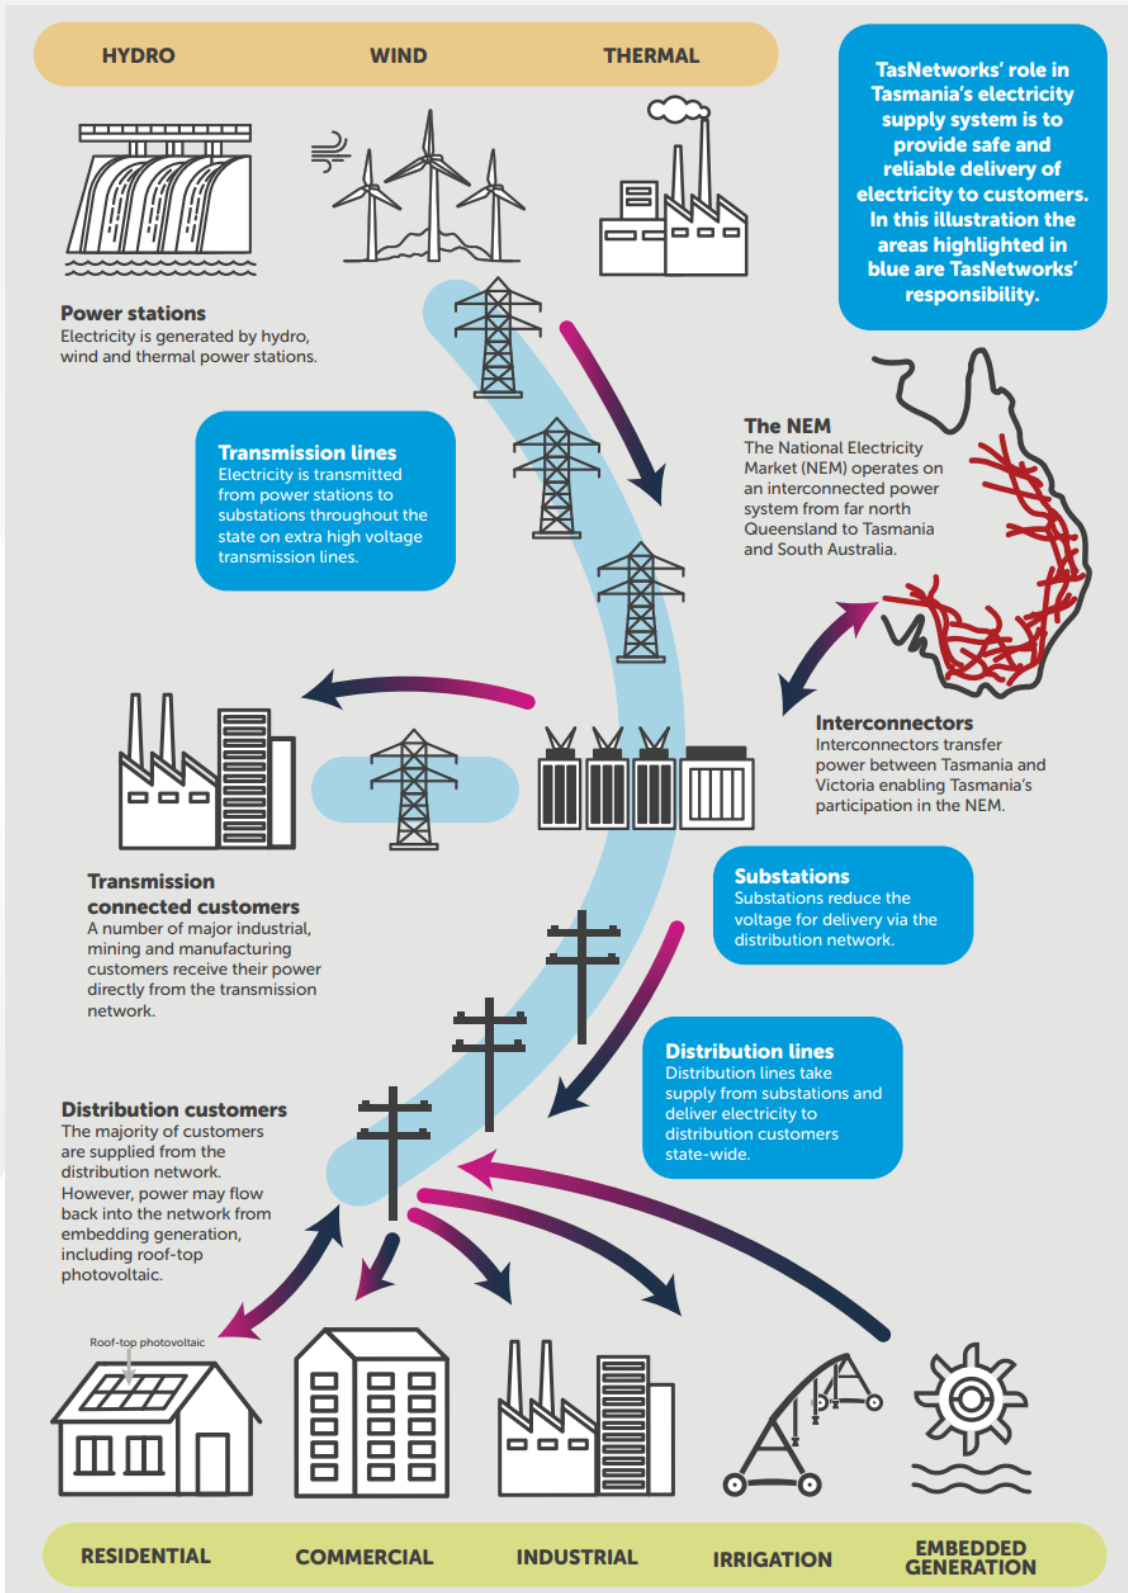 HYDRO
WIND
THERMAL
TasNetworks' role in
Tasmania's electricity
supply system is to
provide safe and
reliable delivery of
electricity to customers.
In this illustration the
areas highlighted in
blue are TasNetworks'
responsibility.
Power stations
Electricity is generated by hydro,
wind and thermal power stations.
Transmission lines
Electricity is transmitted
from power stations to
substations throughout the
state on extra high voltage
transmission lines.
The NEM
The National Electricity
Market (NEM) operates on
an interconnected power
system from far north
Queensland to Tasmania
and South Australia.
Interconnectors
Interconnectors transfer
power between Tasmania and
Victoria enabling Tasmania's
participation in the NEM.
Transmission
connected customers
A number of major industrial,
mining and manufacturing
customers receive their power
directly from the transmission
network.
Substations
Substations reduce the
voltage for delivery via the
distribution network.
Distribution lines
Distribution lines take
supply from substations and
deliver electricity to
distribution customers
state-wide.
Distribution customers
The majority of customers
are supplied from the
distribution network.
However, power may flow
back into the network from
embedding generation,
including roof-top
photovoltaic.
Roof-top photovoltaic
RESIDENTIAL
COMMERCIAL
INDUSTRIAL
IRRIGATION
EMBEDDED
GENERATION